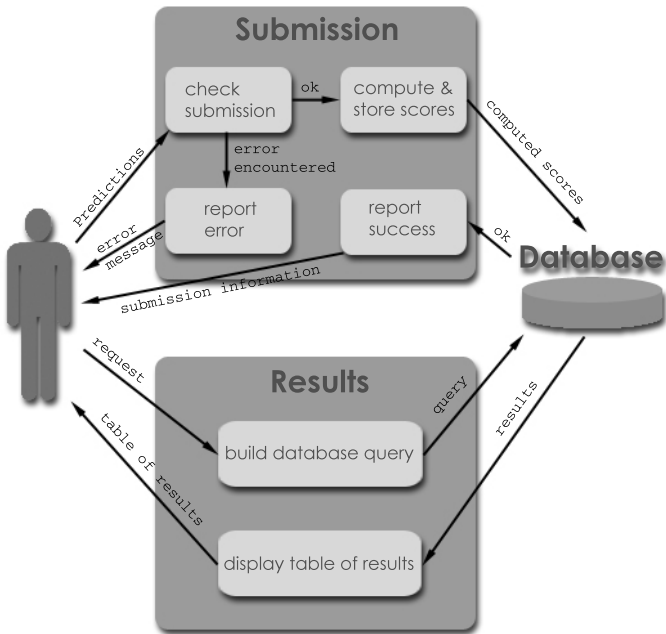 Submission
check
submission
ok
compute &
store scores
computed scores
Predictions
error
encountered
report
error
report
success
error
message
ok
Database
submission information
request
Results
query
results
build database query
table of results
display table of results